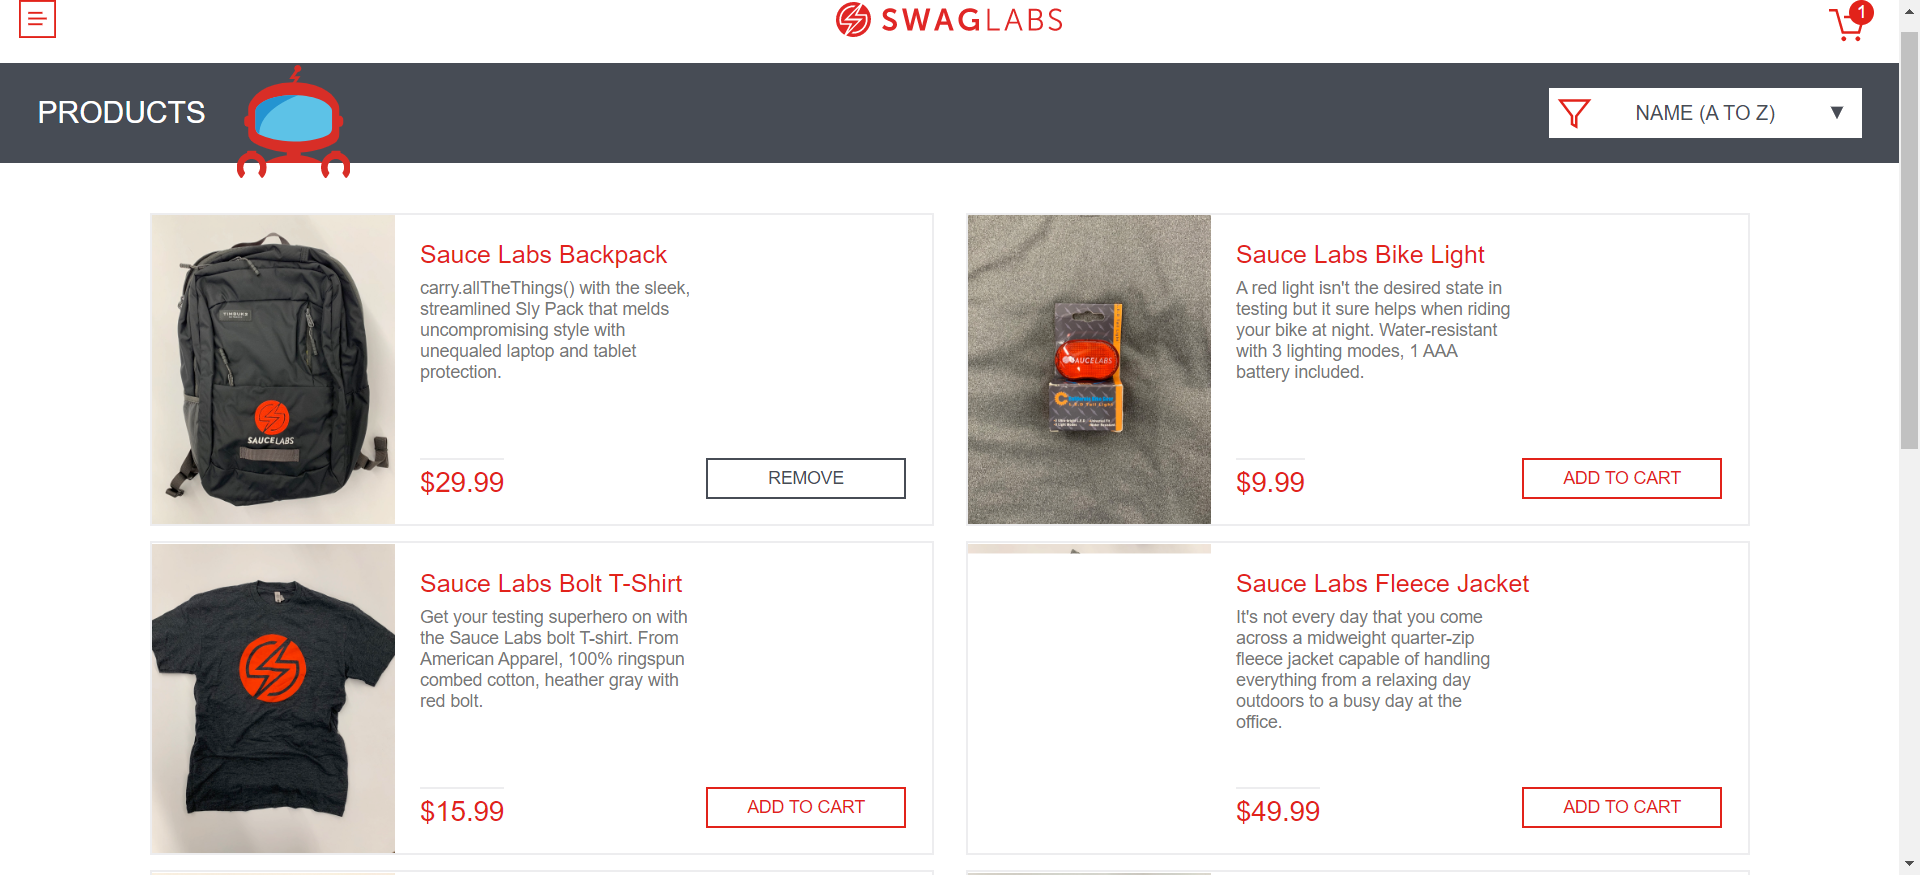 SWAGLABS
1
PRODUCTS
NAME (A TO Z)
Sauce Labs Backpack
carry.allTheThings() with the sleek,
streamlined Sly Pack that melds
uncompromising style with
unequaled laptop and tablet
protection.
$29.99
REMOVE
SAUCELABS
Sauce Labs Bike Light
A red light isn't the desired state in
testing but it sure helps when riding
your bike at night. Water-resistant
with 3 lighting modes, 1 AAA
battery included.
$9.99
ADD TO CART
SAUCELABS
Sauce Labs Bolt T-Shirt
Get your testing superhero on with
the Sauce Labs bolt T-shirt. From
American Apparel, 100% ringspun
combed cotton, heather gray with
red bolt.
$15.99
ADD TO CART
Sauce Labs Fleece Jacket
It's not every day that you come
across a midweight quarter-zip
fleece jacket capable of handling
everything from a relaxing day
outdoors to a busy day at the
office.
$49.99
ADD TO CART